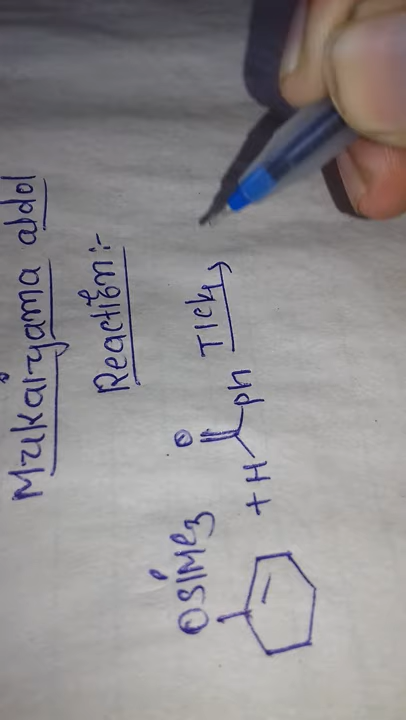 Mukaiyama aldol
Reaction:-
OSiMe3 O
+ H ph TiCl4,